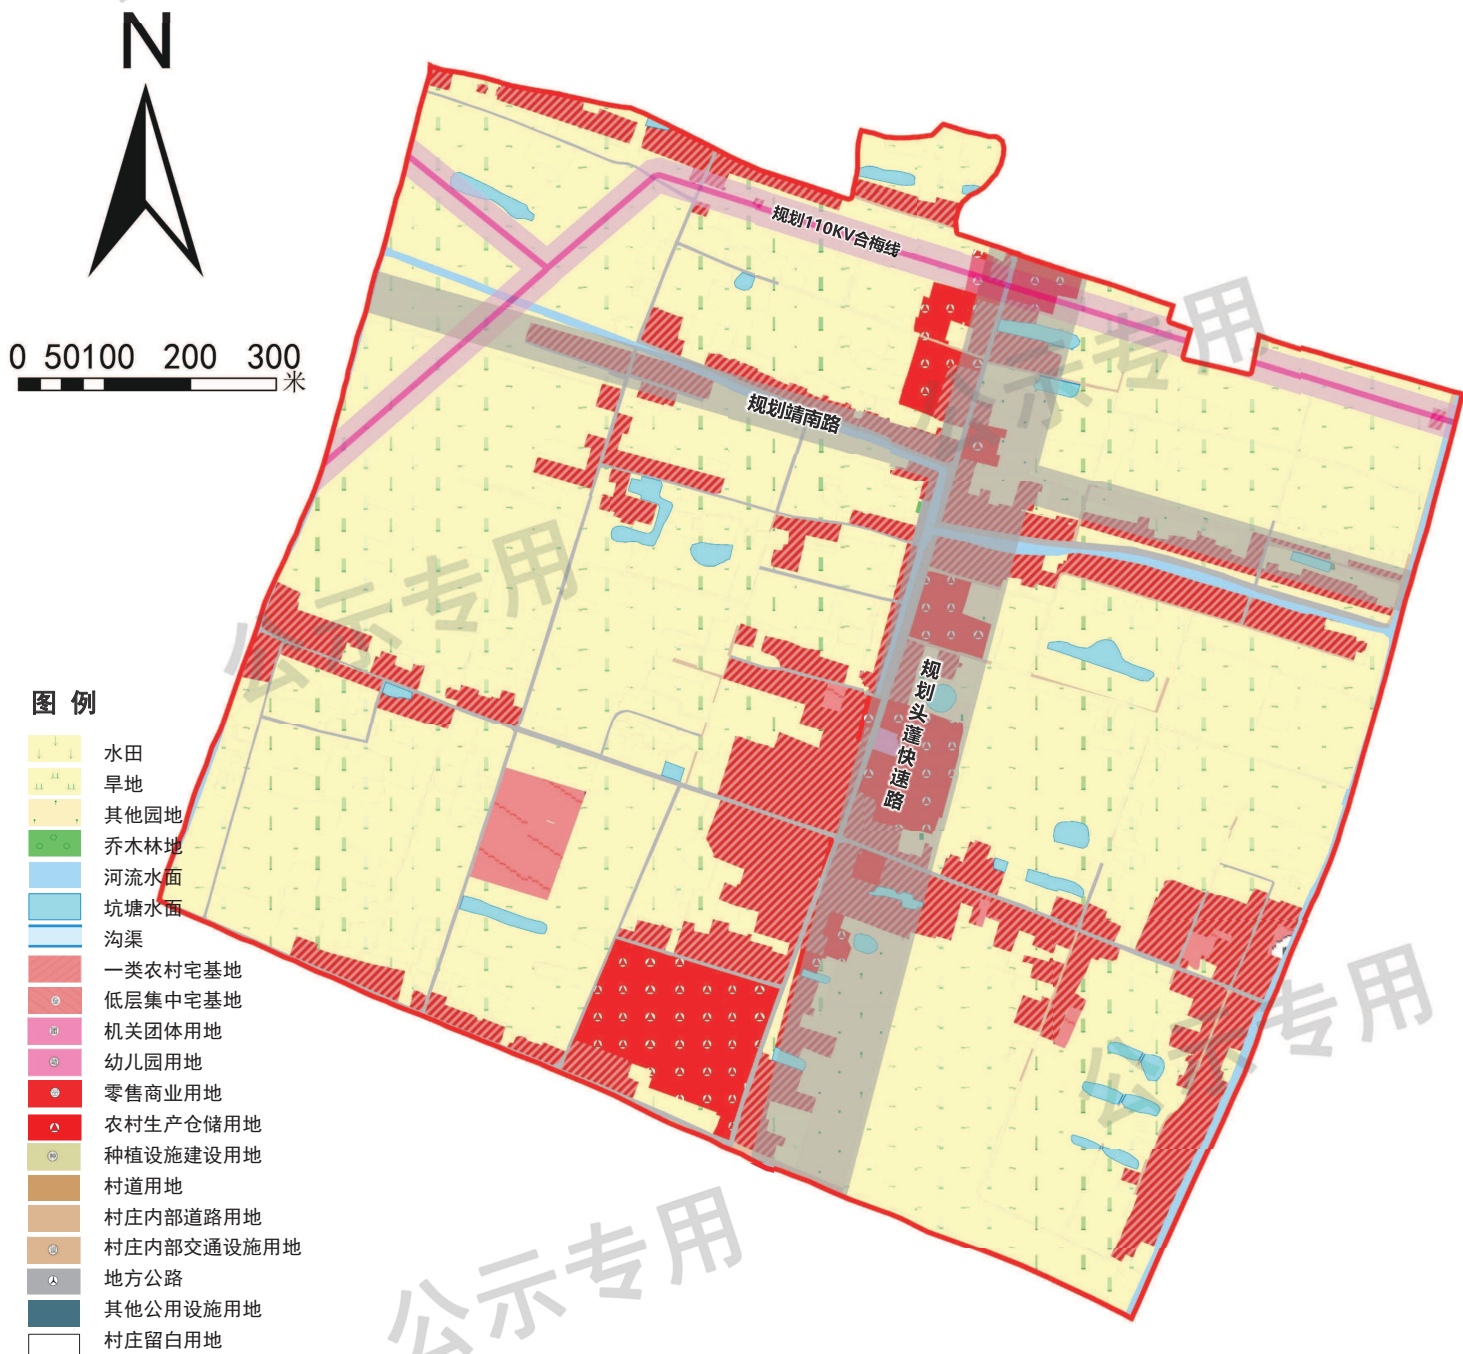 N
0 50100 200 300
米
规划110KV合梅线
规划靖南路
规划头蓬快速路
公示专用
公示专用
公示专用
公示专用
图 例
水田
旱地
其他园地
乔木林地
河流水面
坑塘水面
沟渠
一类农村宅基地
低层集中宅基地
机关团体用地
幼儿园用地
零售商业用地
农村生产仓储用地
种植设施建设用地
村道用地
村庄内部道路用地
村庄内部交通设施用地
地方公路
其他公用设施用地
村庄留白用地